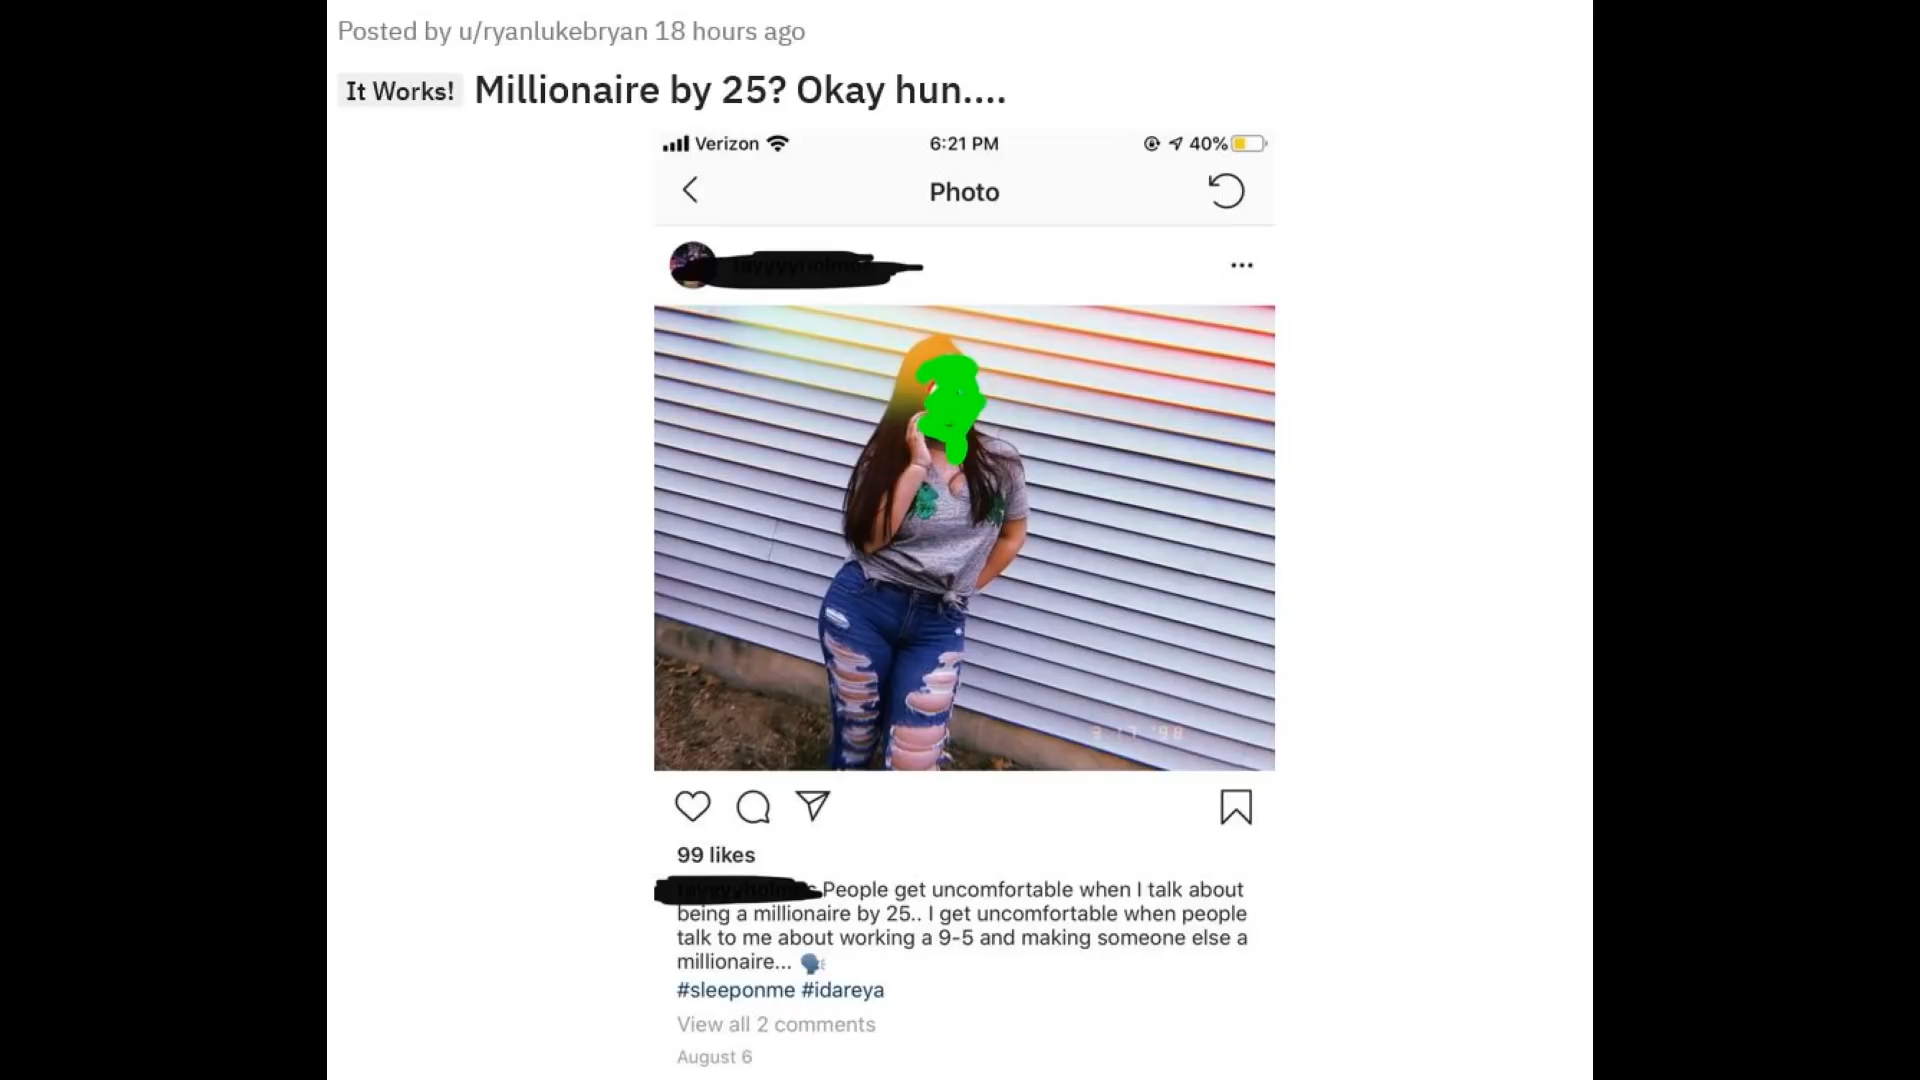 Posted by u/ryanlukebryan 18 hours ago
It Works! Millionaire by 25? Okay hun....
Verizon 6:21 PM 40%
Photo
People get uncomfortable when I talk about
being a millionaire by 25.. I get uncomfortable when people
talk to me about working a 9-5 and making someone else a
millionaire... 🗣
#sleeponme #idareya
99 likes
View all 2 comments
August 6